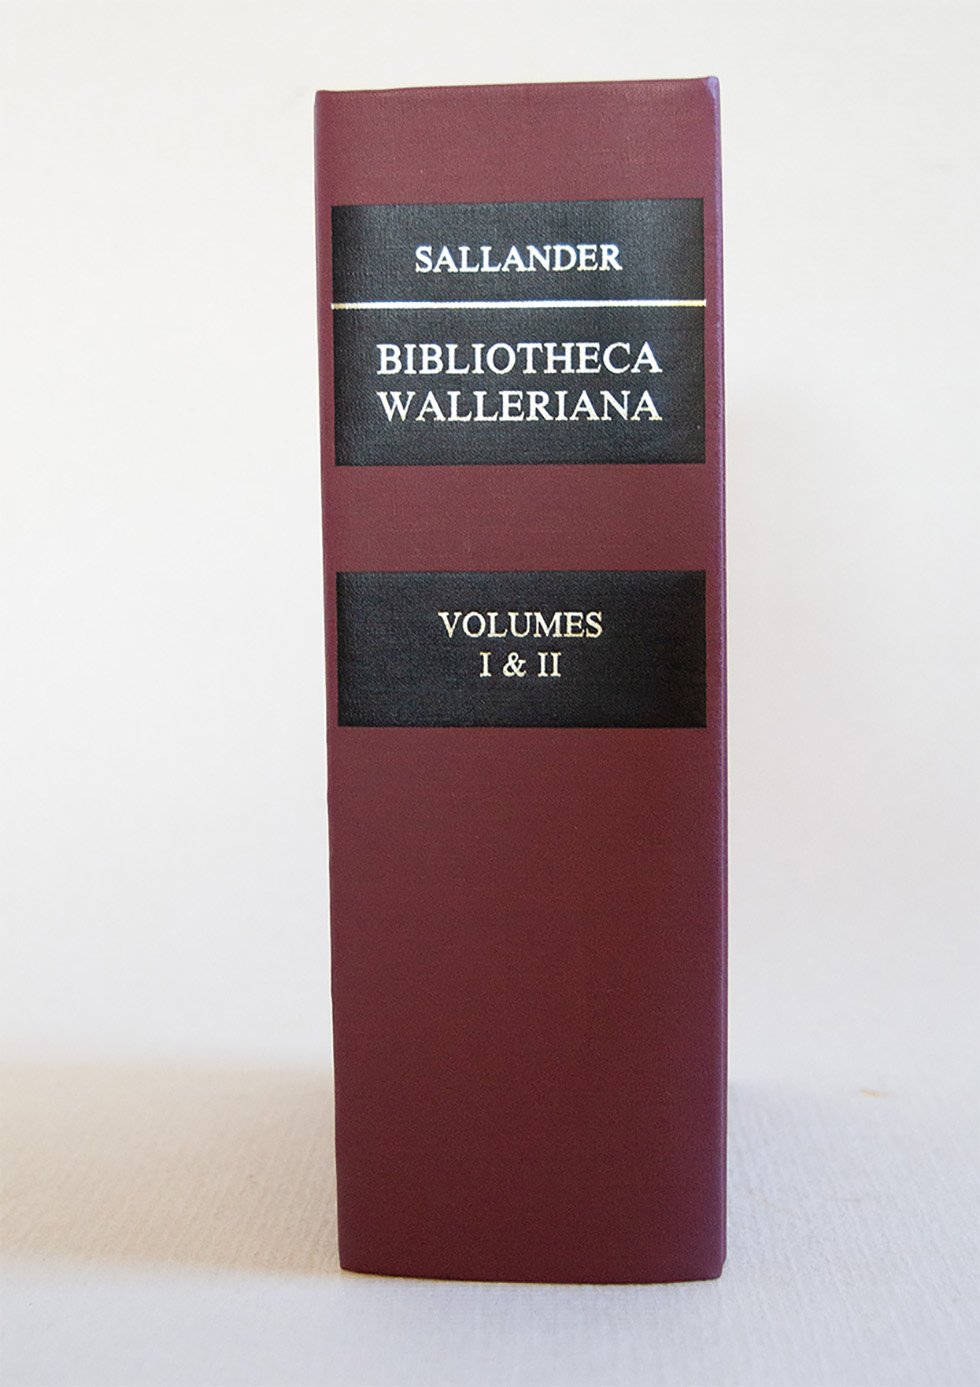 SALLANDER
BIBLIOTHECA
WALLERIANA
VOLUMES
I & II